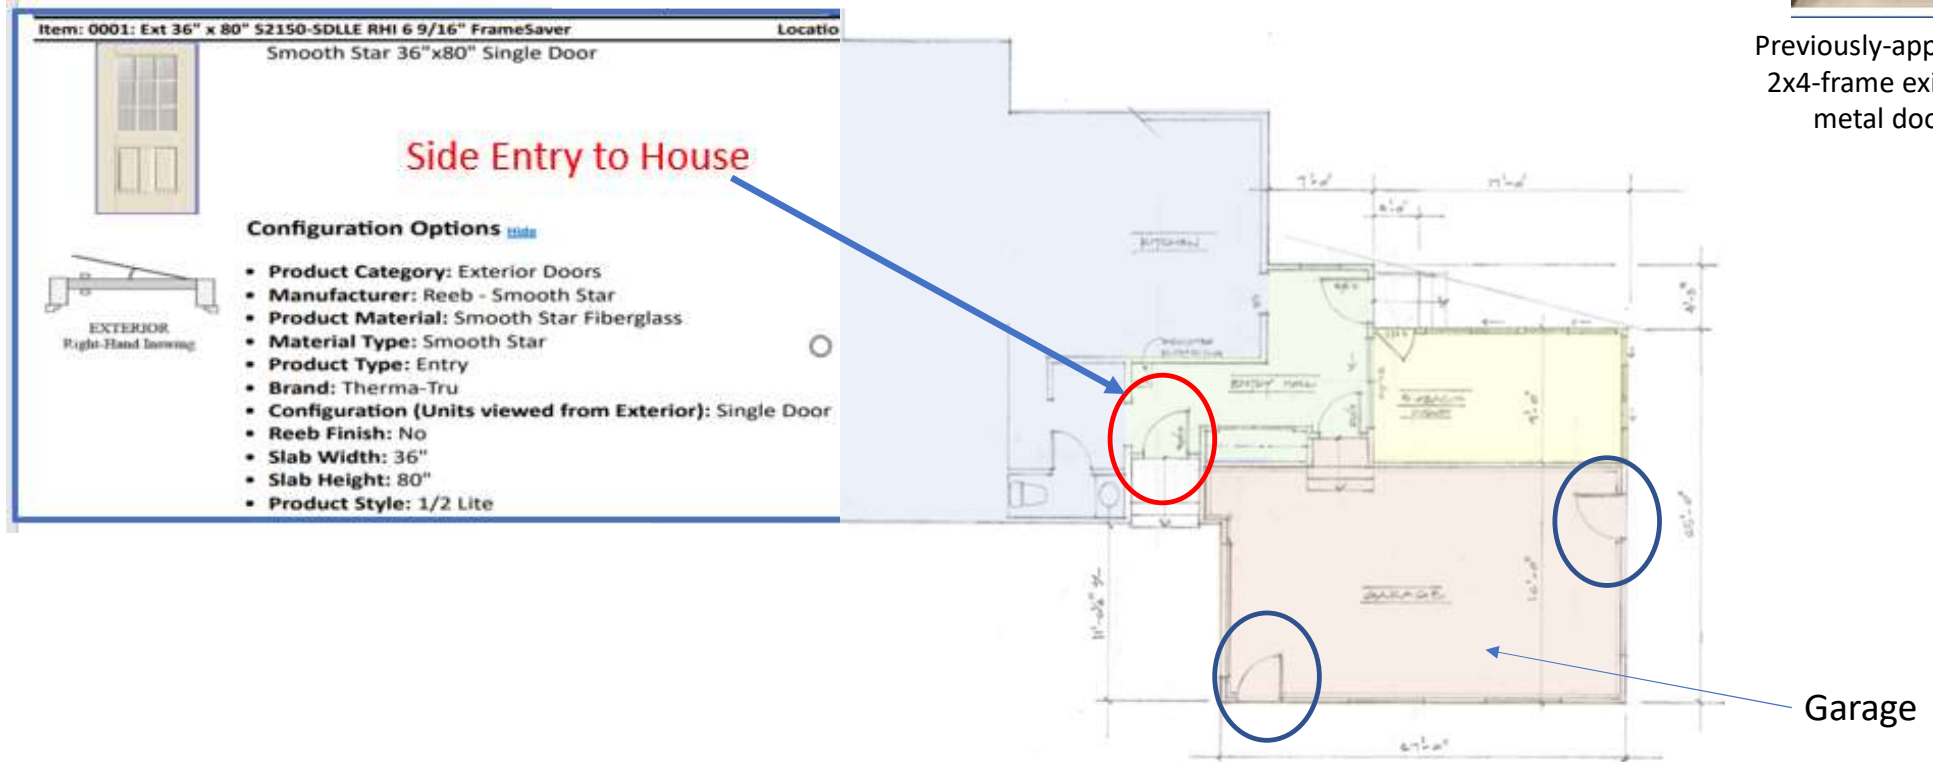 Item: 0001: Ext 36" x 80" S2150-SDLLE RHI 6 9/16" FrameSaver
Locatio
Smooth Star 36"x80" Single Door
Side Entry to House
Configuration Options Hide
• Product Category: Exterior Doors
• Manufacturer: Reeb - Smooth Star
• Product Material: Smooth Star Fiberglass
• Material Type: Smooth Star
• Product Type: Entry
• Brand: Therma-Tru
• Configuration (Units viewed from Exterior): Single Door
• Reeb Finish: No
• Slab Width: 36"
• Slab Height: 80"
• Product Style: 1/2 Lite
EXTERIOR
Right-Hand Inswing
Previously-app
2x4-frame exi
metal doo
KITCHEN
ENTRY HALL
GARAGE
Garage